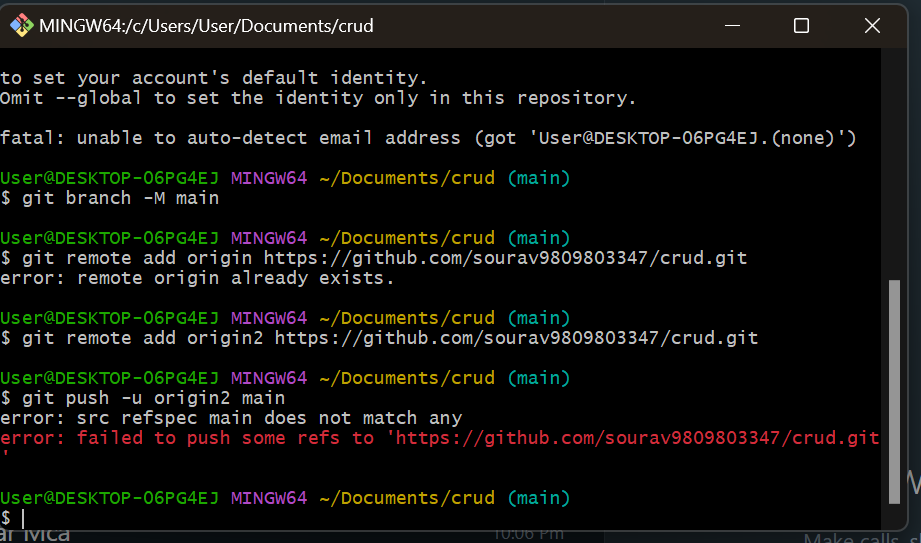 MINGW64:/c/Users/User/Documents/crud
to set your account's default identity.
Omit --global to set the identity only in this repository.
fatal: unable to auto-detect email address (got 'User@DESKTOP-O6PG4EJ.(none)')
User@DESKTOP-O6PG4EJ MINGW64 ~/Documents/crud (main)
$ git branch -M main
User@DESKTOP-O6PG4EJ MINGW64 ~/Documents/crud (main)
$ git remote add origin https://github.com/sourav9809803347/crud.git
error: remote origin already exists.
User@DESKTOP-O6PG4EJ MINGW64 ~/Documents/crud (main)
$ git remote add origin2 https://github.com/sourav9809803347/crud.git
User@DESKTOP-O6PG4EJ MINGW64 ~/Documents/crud (main)
$ git push -u origin2 main
error: src refspec main does not match any
error: failed to push some refs to 'https://github.com/sourav9809803347/crud.git
'
User@DESKTOP-O6PG4EJ MINGW64 ~/Documents/crud (main)
$
ar Mca
10:06 Pm
Make calls,